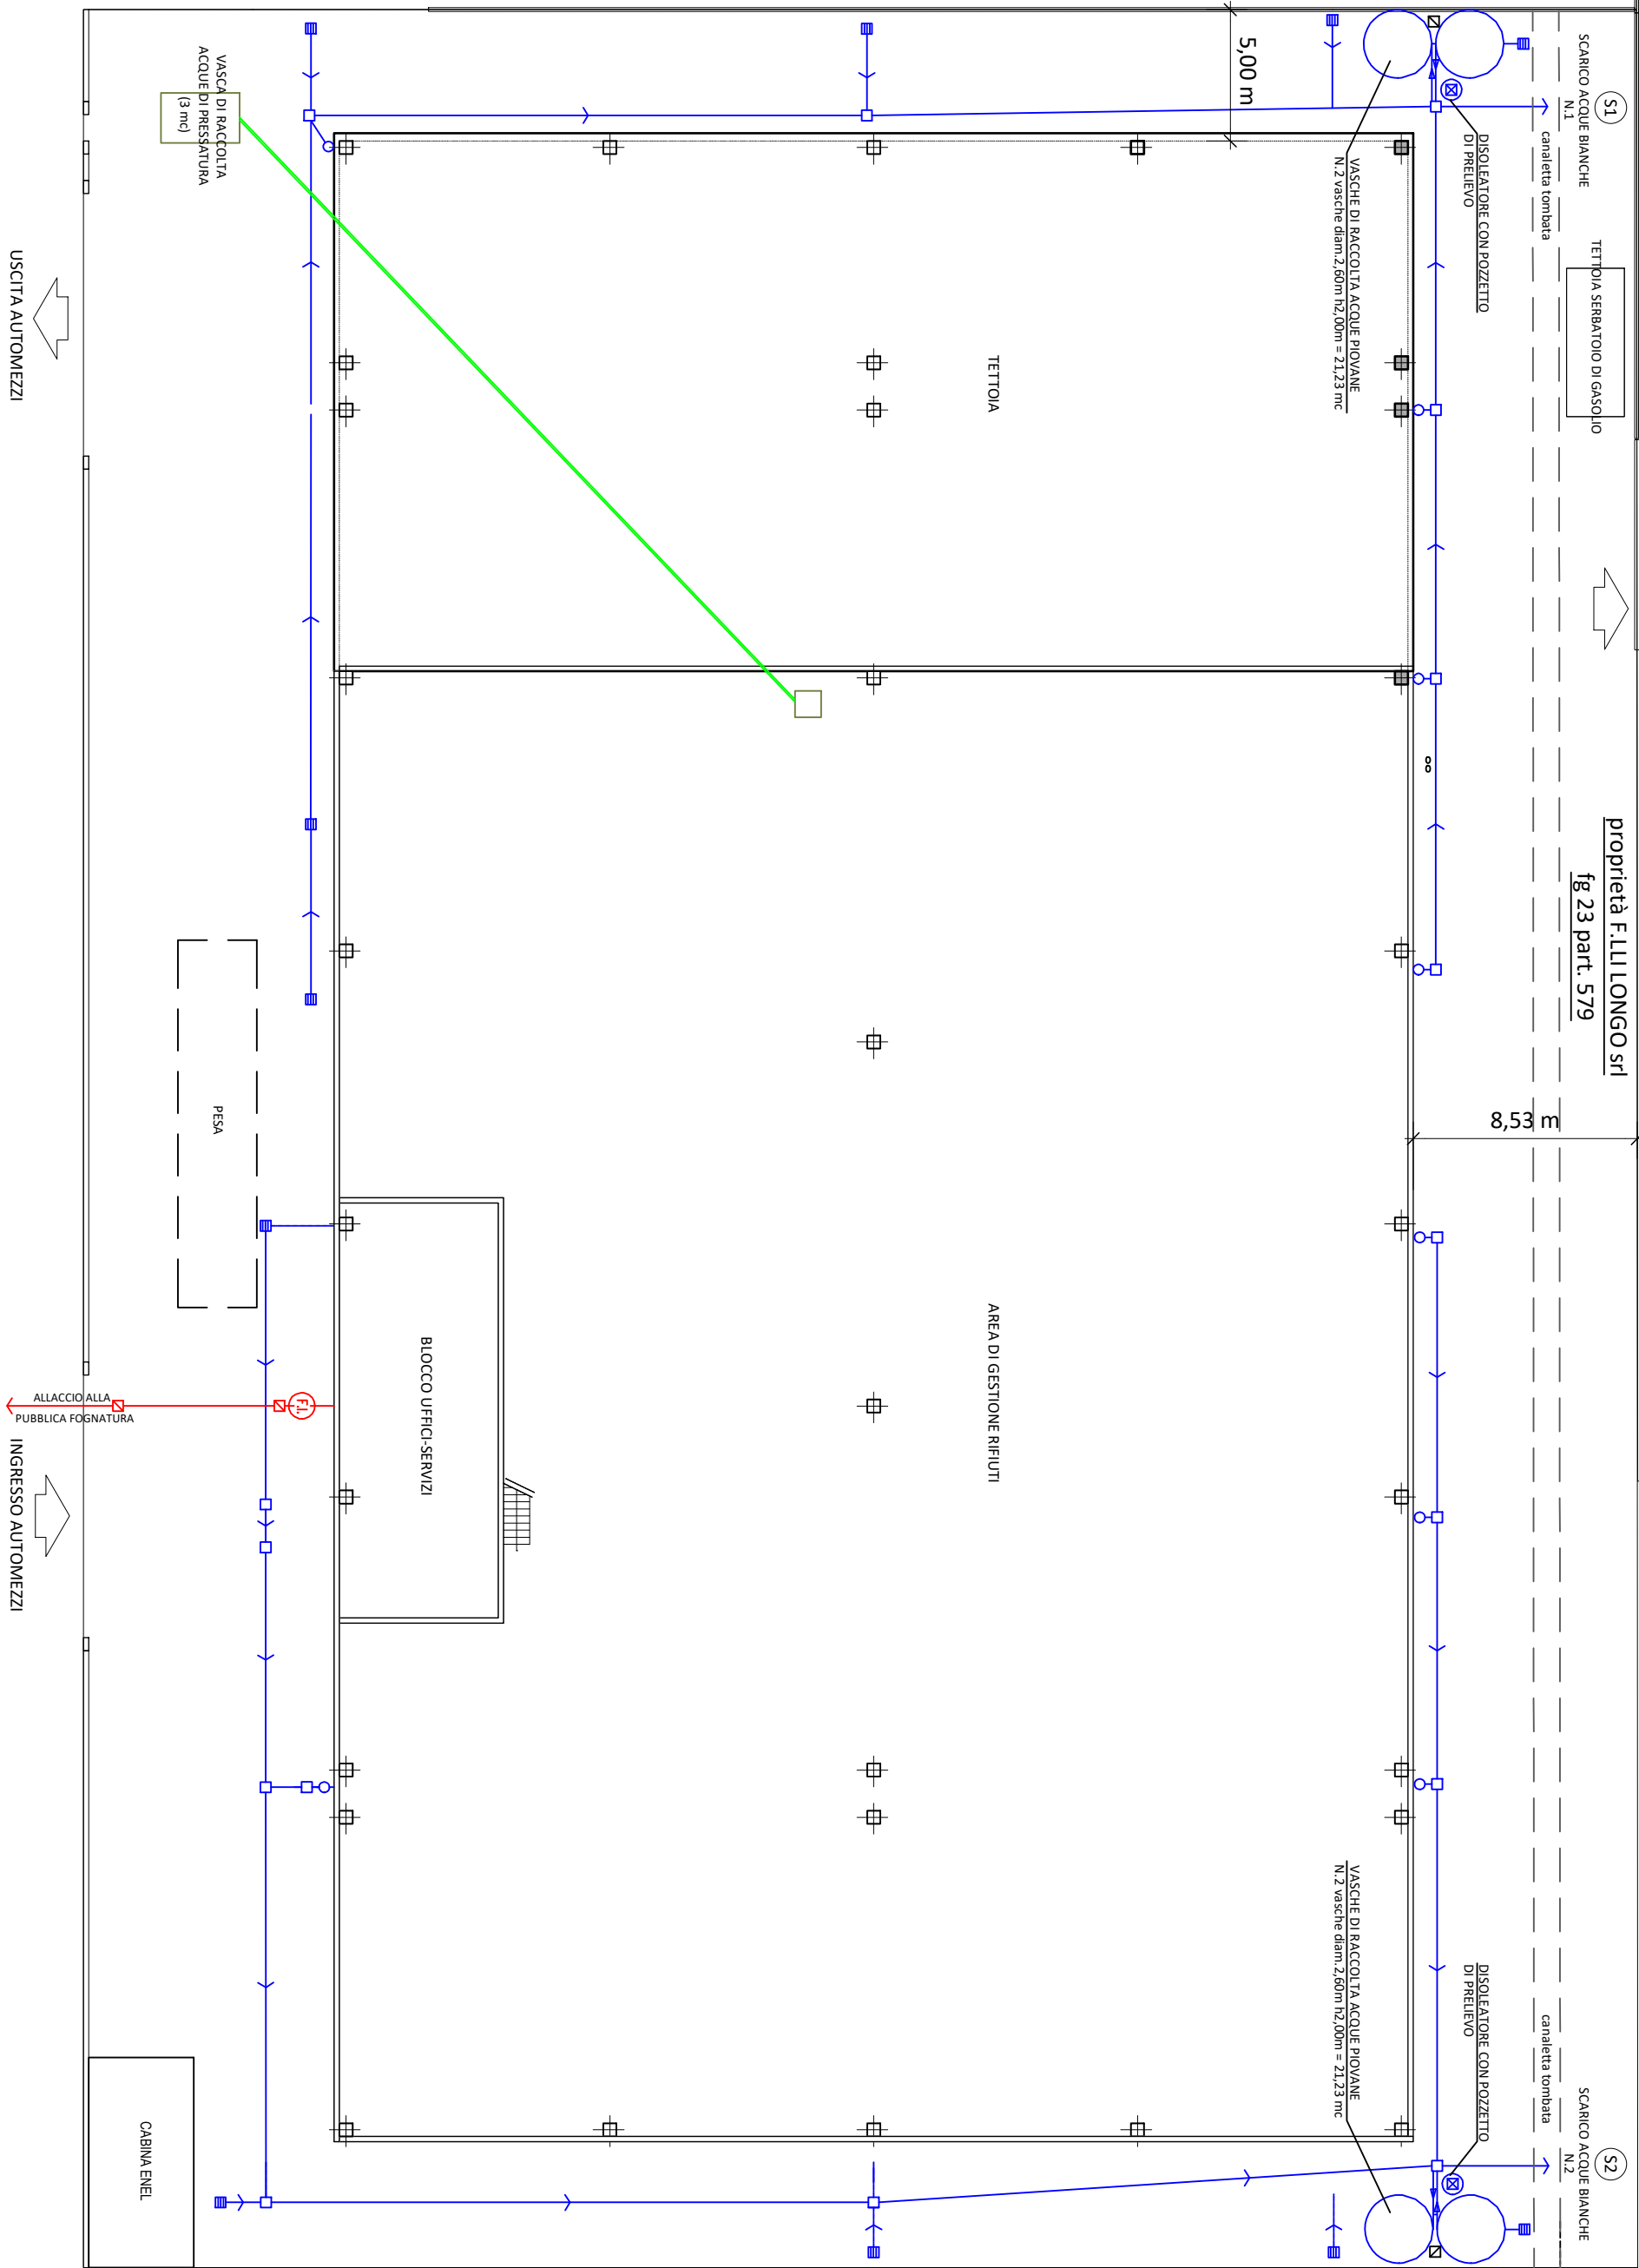 S1
SCARICO ACQUE BIANCHE
N.1
canaletta tombata
DISOLEATORE CON POZZETTO
DI PRELIEVO
TETTOIA SERBATOIO DI GASOLIO
VASCHE DI RACCOLTA ACQUE PIOVANE
N.2 vasche diam.2,60m h2,00m = 21,23 mc
5,00 m
proprietà F.LLI LONGO srl
fg 23 part. 579
8,53 m
S2
SCARICO ACQUE BIANCHE
N.2
canaletta tombata
DISOLEATORE CON POZZETTO
DI PRELIEVO
VASCHE DI RACCOLTA ACQUE PIOVANE
N.2 vasche diam.2,60m h2,00m = 21,23 mc
TETTOIA
AREA DI GESTIONE RIFIUTI
BLOCCO UFFICI-SERVIZI
VASCA DI RACCOLTA
ACQUE DI PRESSATURA
(3 mc)
PESA
F.I.
ALLACCIO ALLA
PUBBLICA FOGNATURA
CABINA ENEL
USCITA AUTOMEZZI
INGRESSO AUTOMEZZI